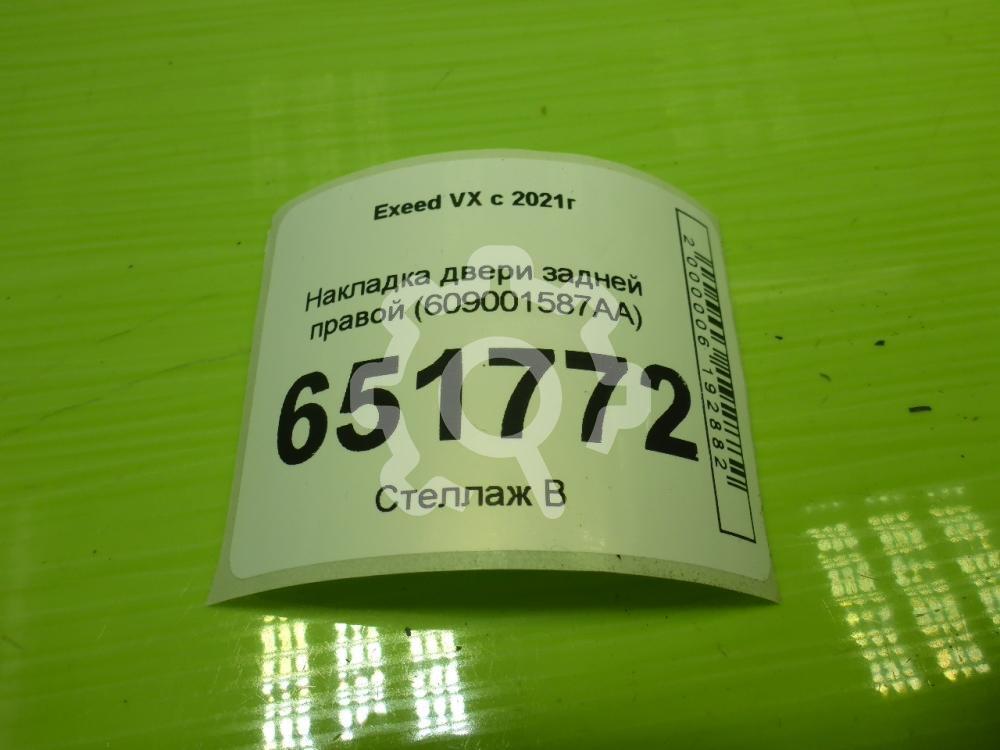 Exeed VX с 2021г
Накладка двери задней
правой (609001587AA)
651772
Стеллаж В
2000006192882